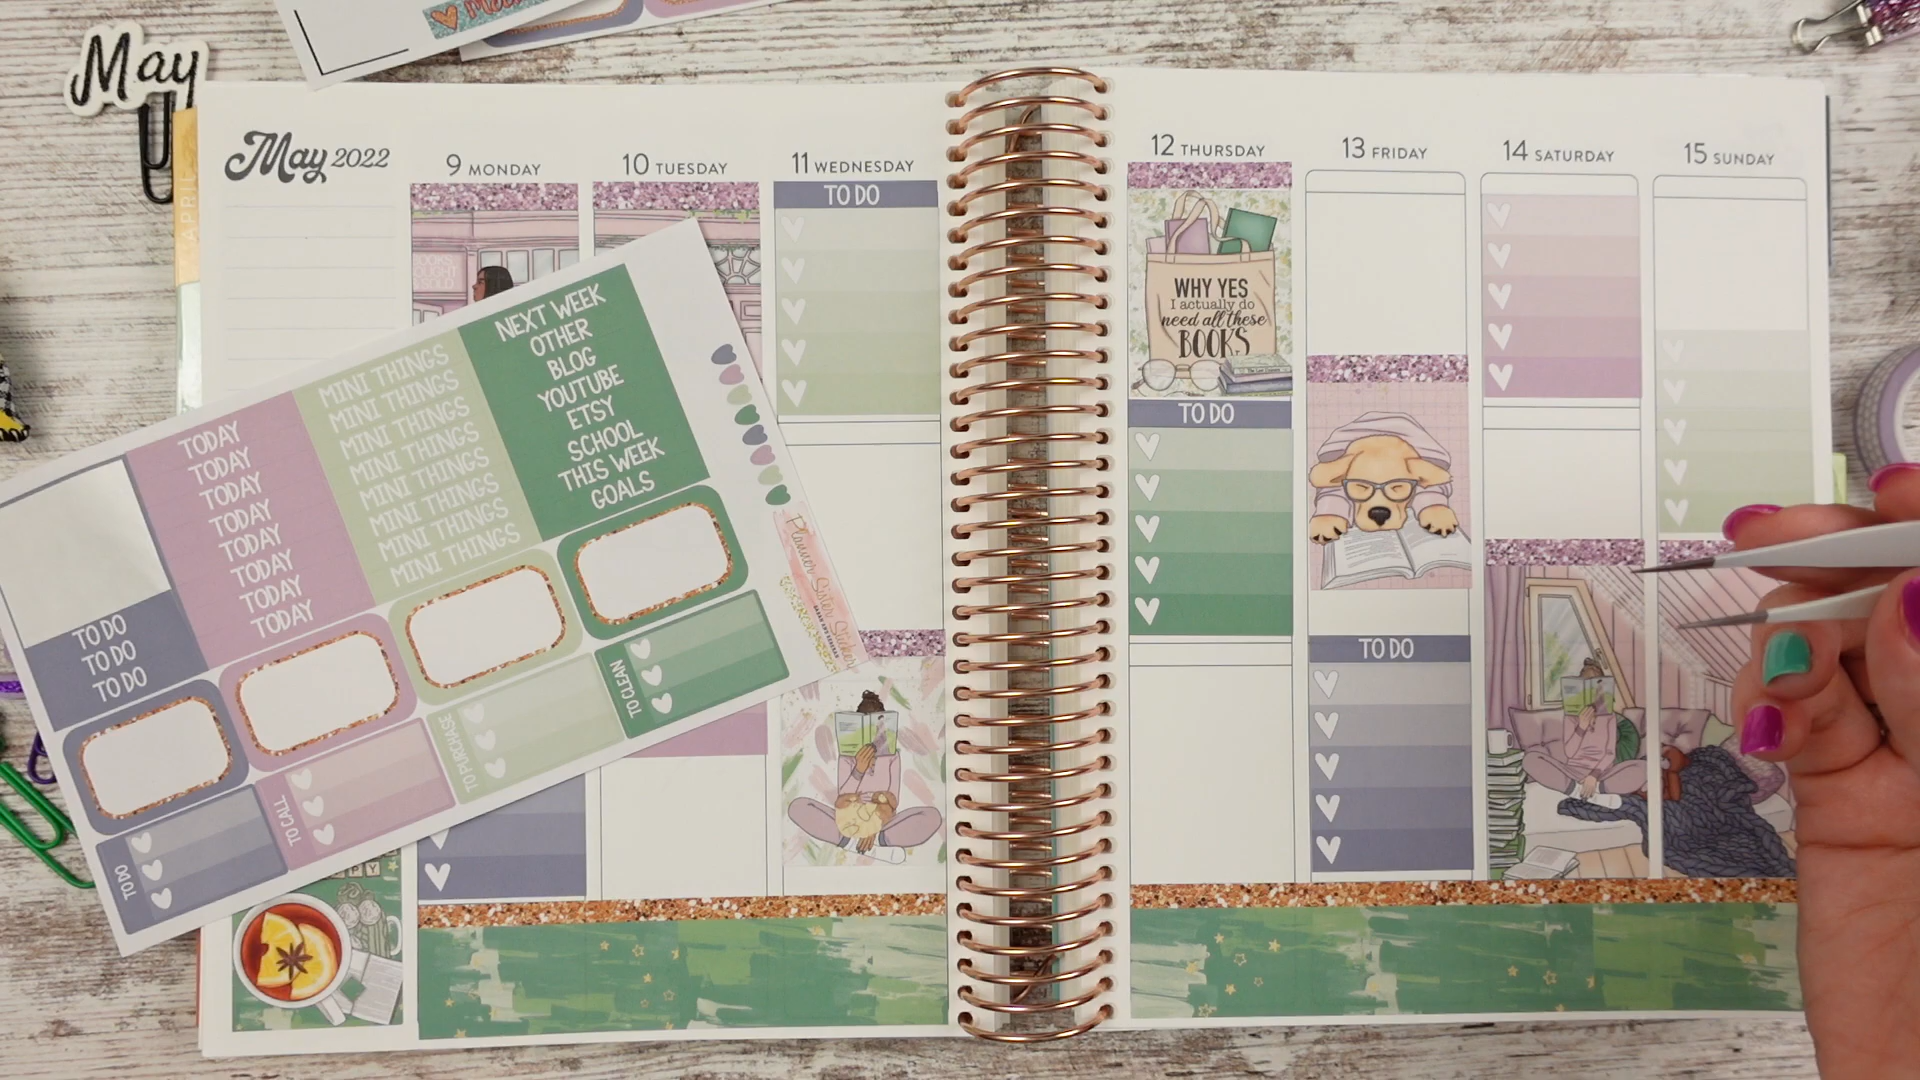 May
May 2022
9 MONDAY
10 TUESDAY
11 WEDNESDAY
12 THURSDAY
13 FRIDAY
14 SATURDAY
15 SUNDAY
TO DO
WHY YES
I actually do
need all these
BOOKS
TO DO
TO DO
NEXT WEEK
OTHER
BLOG
YOUTUBE
ETSY
SCHOOL
THIS WEEK
GOALS
MINI THINGS
MINI THINGS
MINI THINGS
MINI THINGS
MINI THINGS
MINI THINGS
MINI THINGS
MINI THINGS
TODAY
TODAY
TODAY
TODAY
TODAY
TODAY
TODAY
TODAY
TO DO
TO DO
TO DO
TO DO
TO CALL
TO PURCHASE
TO CLEAN
Planner Sister Stickers
APRIL